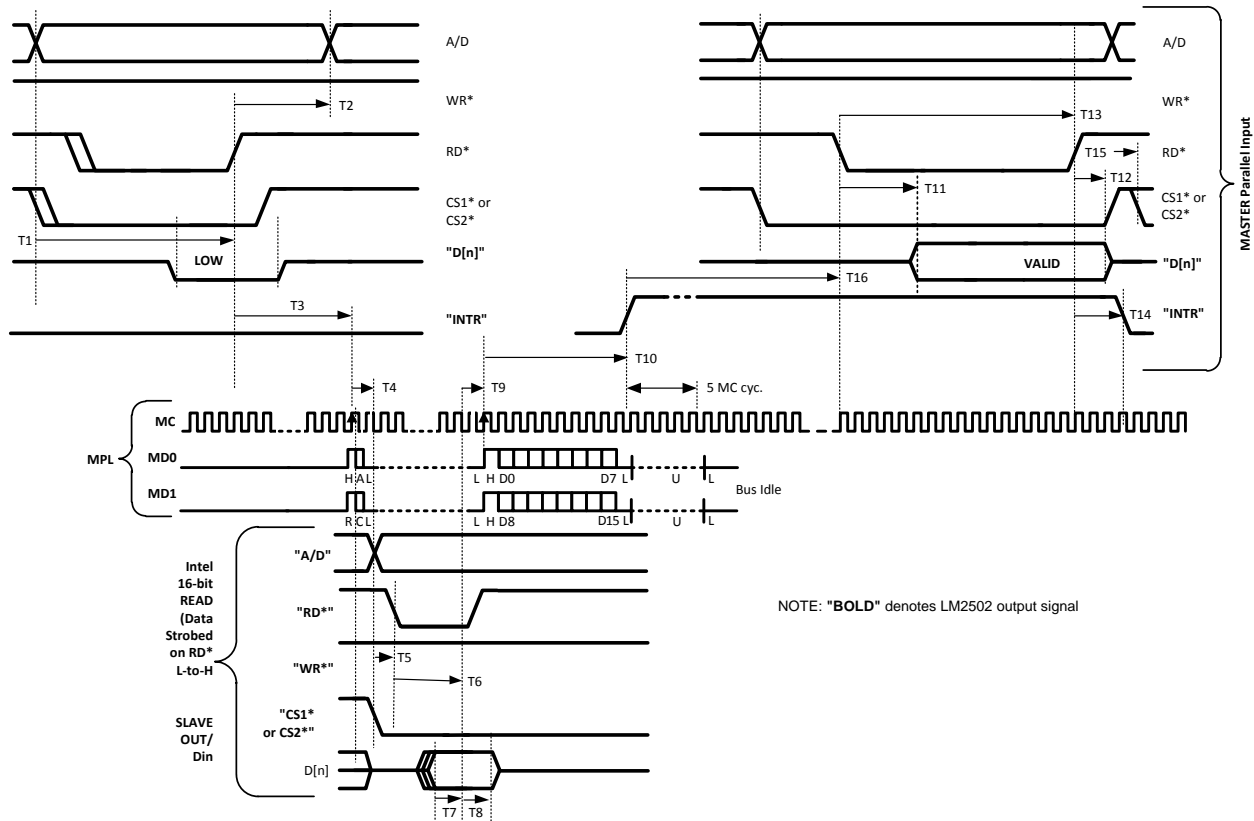 A/D
T2
WR*
RD*
CS1* or
CS2*
T1
LOW
"D[n]"
T3
"INTR"
A/D
WR*
T13
T15
RD*
T12
T11
CS1* or
CS2*
VALID
"D[n]"
T16
T14
"INTR"
MASTER Parallel Input
T10
T4
T9
5 MC cyc.
MC
MPL
MD0
H A L
L H D0
D7 L
U
L
Bus Idle
MD1
R C L
L H D8
D15 L
U
L
"A/D"
Intel
16-bit
READ
(Data
Strobed
on RD*
L-to-H
"RD*"
T5
"WR*"
T6
"CS1*
or CS2*"
SLAVE
OUT/
Din
D[n]
T7
T8
NOTE: "BOLD" denotes LM2502 output signal